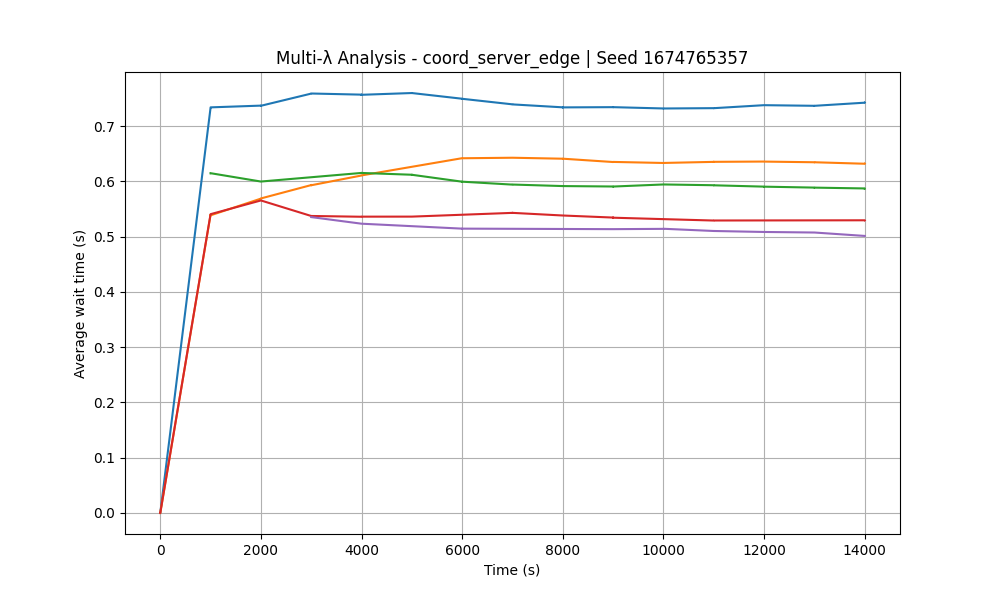 Multi-λ Analysis - coord_server_edge | Seed 1674765357
Average wait time (s)
0.7
0.6
0.5
0.4
0.3
0.2
0.1
0.0
0 2000 4000 6000 8000 10000 12000 14000
Time (s)